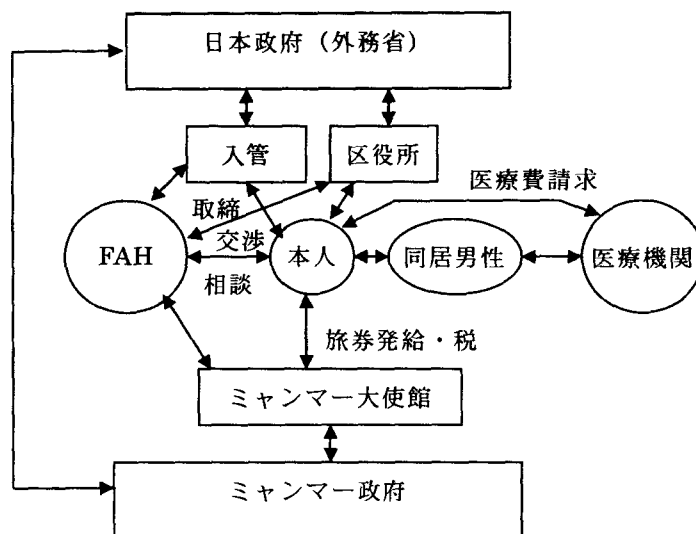 日本政府（外務省）
入管
区役所
医療費請求
取締
FAH
交渉
本人
同居男性
医療機関
相談
旅券発給・税
ミャンマー大使館
ミャンマー政府